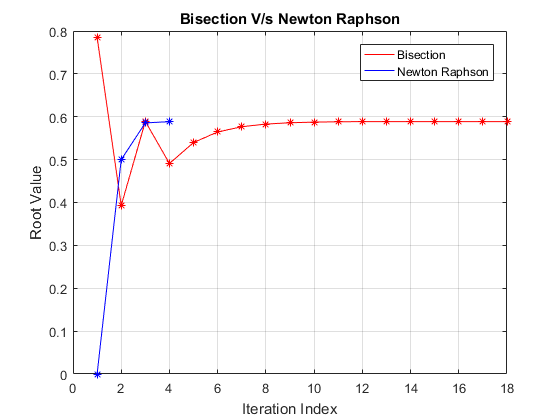 Bisection V/s Newton Raphson
Bisection
Newton Raphson
Root Value
0.8
0.7
0.6
0.5
0.4
0.3
0.2
0.1
0
0 2 4 6 8 10 12 14 16 18
Iteration Index